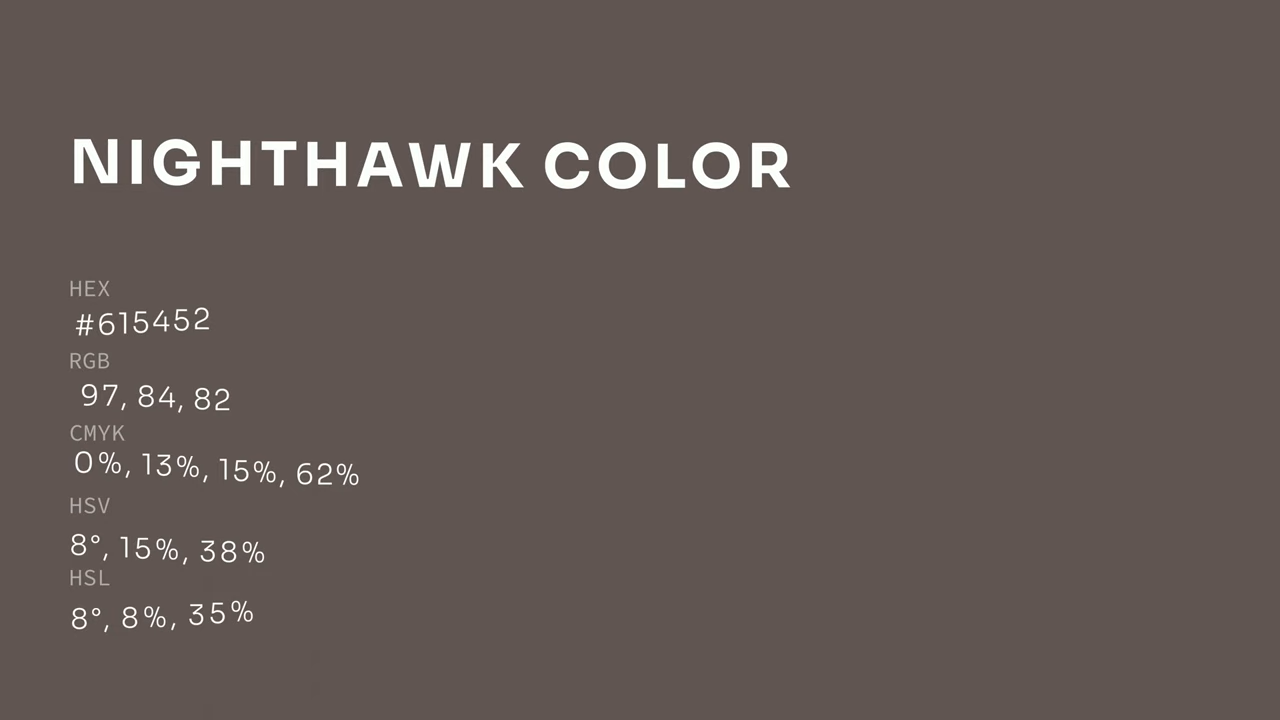 NIGHTHAWK COLOR
HEX
#615452
RGB
97, 84, 82
CMYK
0%, 13%, 15%, 62%
HSV
8°, 15%, 38%
HSL
8°, 8%, 35%